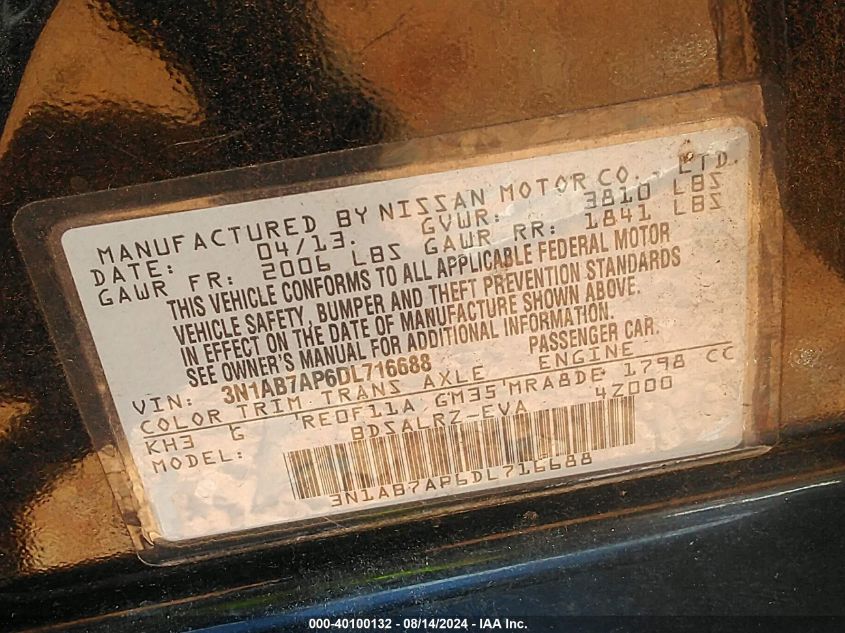 MANUFACTURED BY NISSAN MOTOR CO., LTD.
DATE: 04/13. GVWR: 3810 LBS
GAWR FR: 2006 LBS GAWR RR: 1841 LBS
THIS VEHICLE CONFORMS TO ALL APPLICABLE FEDERAL MOTOR
VEHICLE SAFETY, BUMPER AND THEFT PREVENTION STANDARDS
IN EFFECT ON THE DATE OF MANUFACTURE SHOWN ABOVE.
SEE OWNER'S MANUAL FOR ADDITIONAL INFORMATION.
VIN: 3N1AB7AP6DL716688 PASSENGER CAR.
COLOR TRIM TRANS AXLE ENGINE
KH3 G RE0F11A GM35 MRA8DE 1798 CC
MODEL: BDSALRZ-EVA 4Z000
3N1AB7AP6DL716688
000-40100132 - 08/14/2024 - IAA Inc.